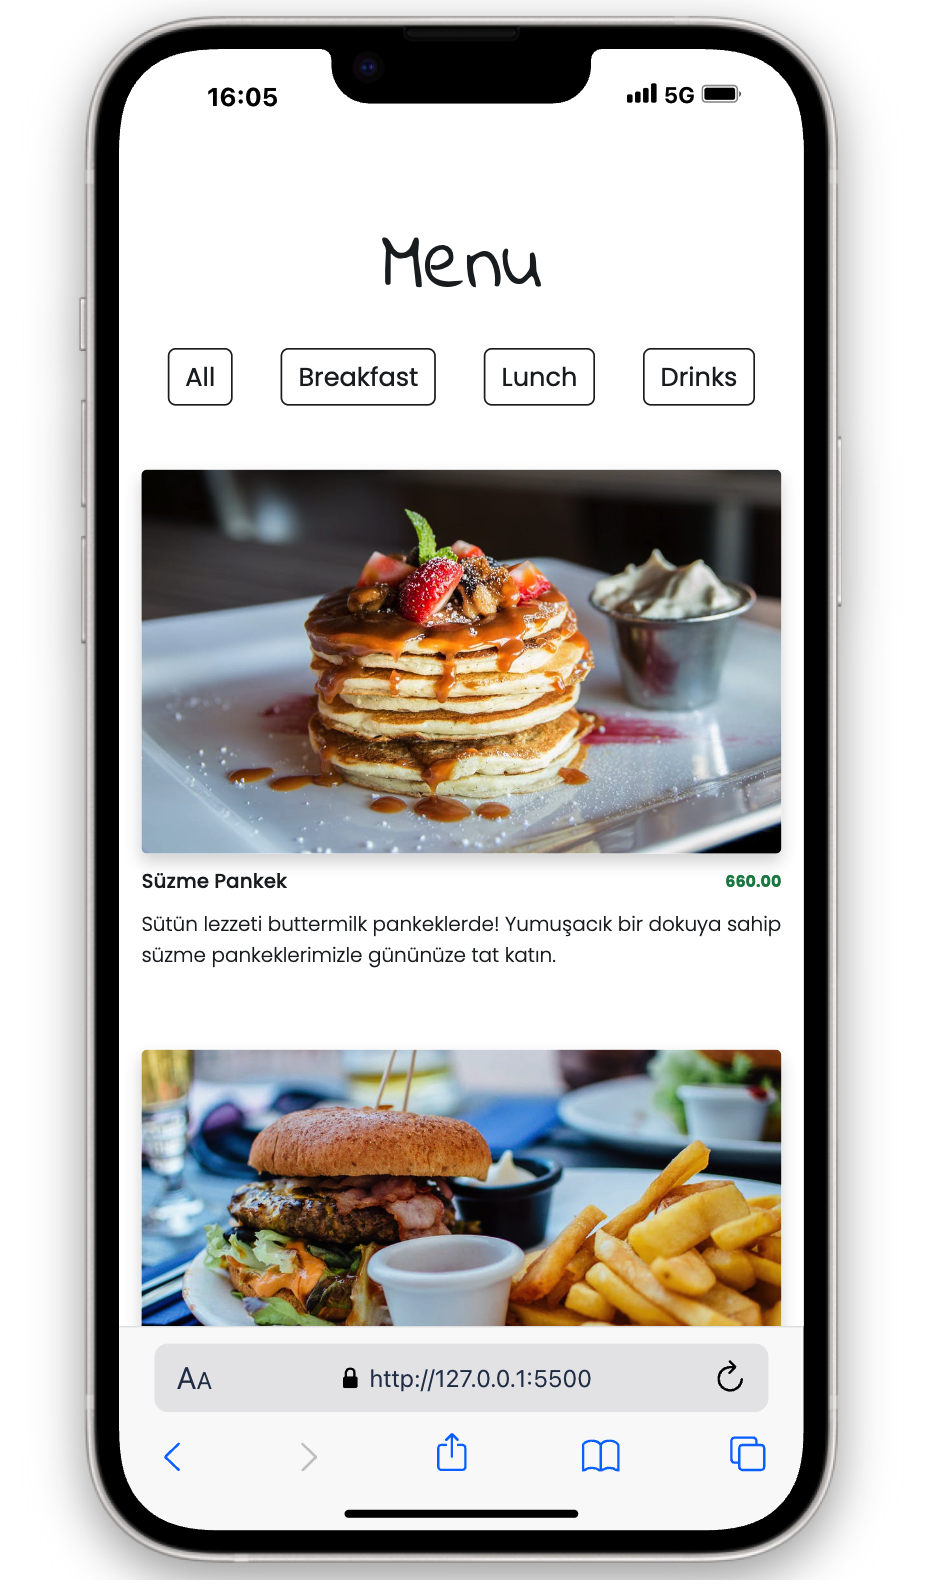 16:05
5G
Menu
All
Breakfast
Lunch
Drinks
Süzme Pankek
660.00
Sütün lezzeti buttermilk pankeklerde! Yumuşacık bir dokuya sahip
süzme pankeklerimizle gününüze tat katın.
AA
http://127.0.0.1:5500